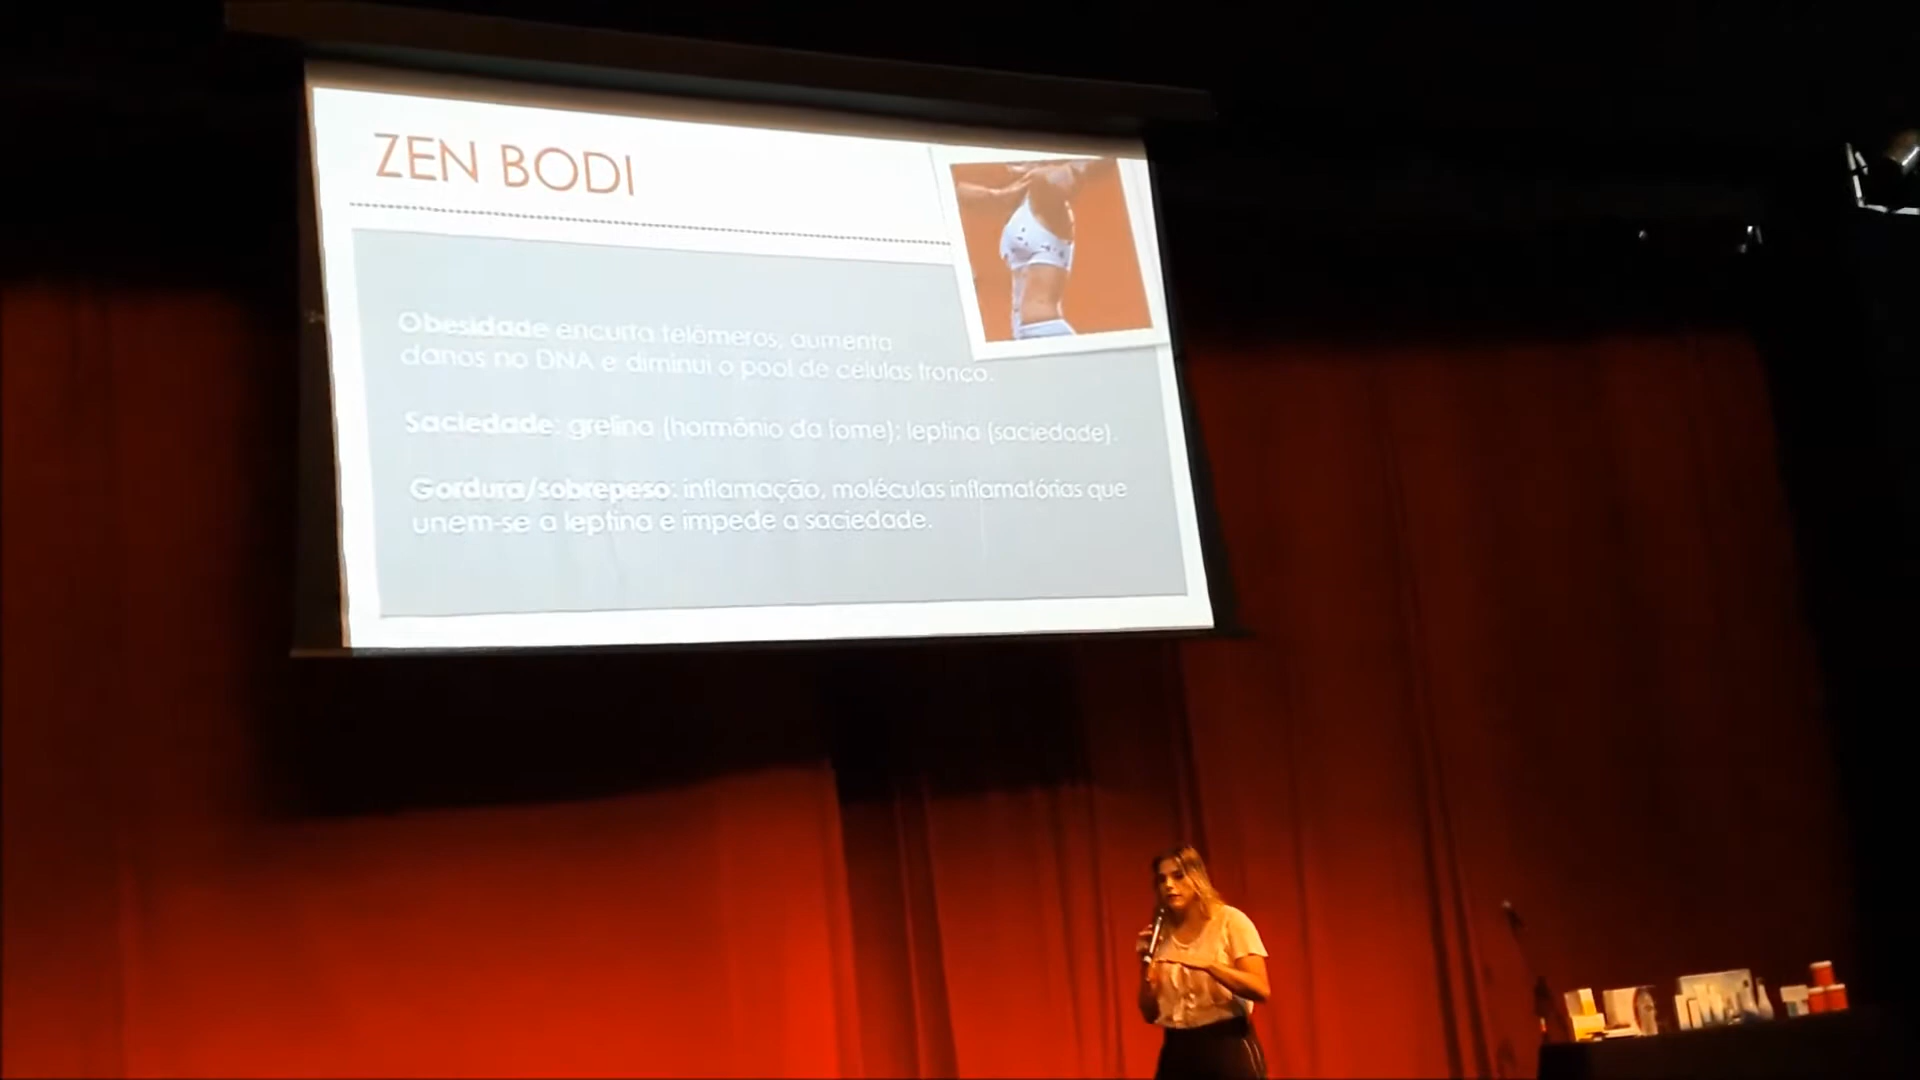 ZEN BODI
Obesidade encurta telômeros, aumenta
danos no DNA e diminui o pool de células tronco.
Saciedade: grelina (hormônio da fome); leptina (saciedade).
Gordura/sobrepeso: inflamação, moléculas inflamatórias que
unem-se a leptina e impede a saciedade.